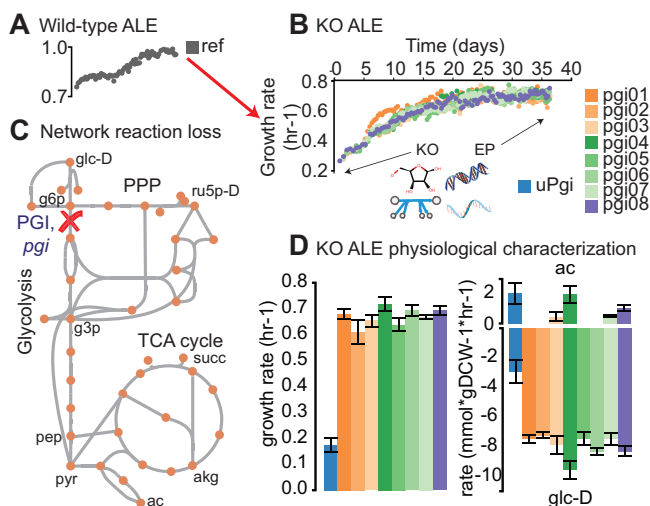 A Wild-type ALE
1.0
0.7
ref
B KO ALE
Time (days)
0 5 10 15 20 25 30 35 40
0.8
0.6
0.4
0.2
Growth rate
(hr-1)
KO
EP
pgi01
pgi02
pgi03
pgi04
pgi05
pgi06
pgi07
pgi08
uPgi
C Network reaction loss
glc-D
g6p
PPP
ru5p-D
PGI,
pgi
Glycolysis
g3p
TCA cycle
succ
pep
pyr
akg
ac
D KO ALE physiological characterization
growth rate (hr-1)
0.8
0.7
0.6
0.5
0.4
0.3
0.2
0.1
0.0
ac
rate (mmol*gDCW-1*hr-1)
2
0
-2
-4
-6
-8
-10
glc-D